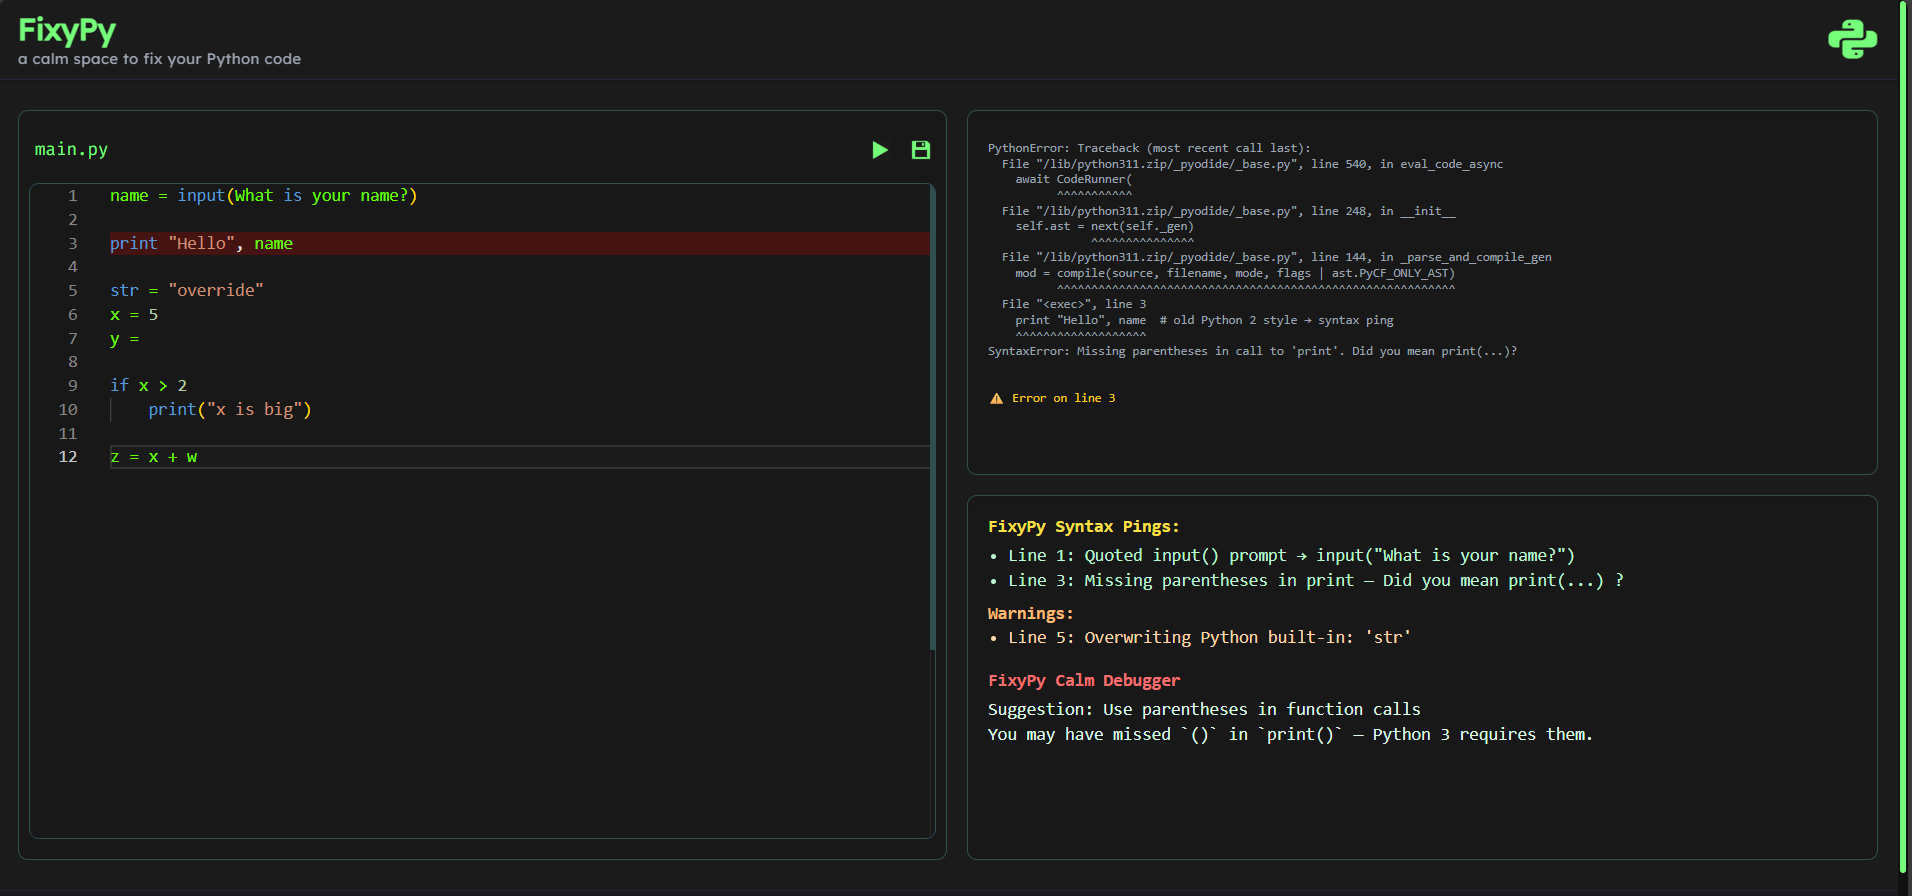 FixyPy
a calm space to fix your Python code
main.py
1 name = input(What is your name?)
2
3 print "Hello", name
4
5 str = "override"
6 x = 5
7 y =
8
9 if x > 2
10 print("x is big")
11
12 z = x + w
PythonError: Traceback (most recent call last):
File "/lib/python311.zip/_pyodide/_base.py", line 540, in eval_code_async
await CodeRunner(
^^^^^^^^^^^
File "/lib/python311.zip/_pyodide/_base.py", line 248, in __init__
self.ast = next(self._gen)
^^^^^^^^^^^^^^^
File "/lib/python311.zip/_pyodide/_base.py", line 144, in _parse_and_compile_gen
mod = compile(source, filename, mode, flags | ast.PyCF_ONLY_AST)
^^^^^^^^^^^^^^^^^^^^^^^^^^^^^^^^^^^^^^^^^^^^^^^^^^^^^^^^^^
File "<exec>", line 3
print "Hello", name  # old Python 2 style → syntax ping
^^^^^^^^^^^^^^^^^^^
SyntaxError: Missing parentheses in call to 'print'. Did you mean print(...)?
⚠ Error on line 3
FixyPy Syntax Pings:
• Line 1: Quoted input() prompt → input("What is your name?")
• Line 3: Missing parentheses in print — Did you mean print(...) ?
Warnings:
• Line 5: Overwriting Python built-in: 'str'
FixyPy Calm Debugger
Suggestion: Use parentheses in function calls
You may have missed `()` in `print()` — Python 3 requires them.